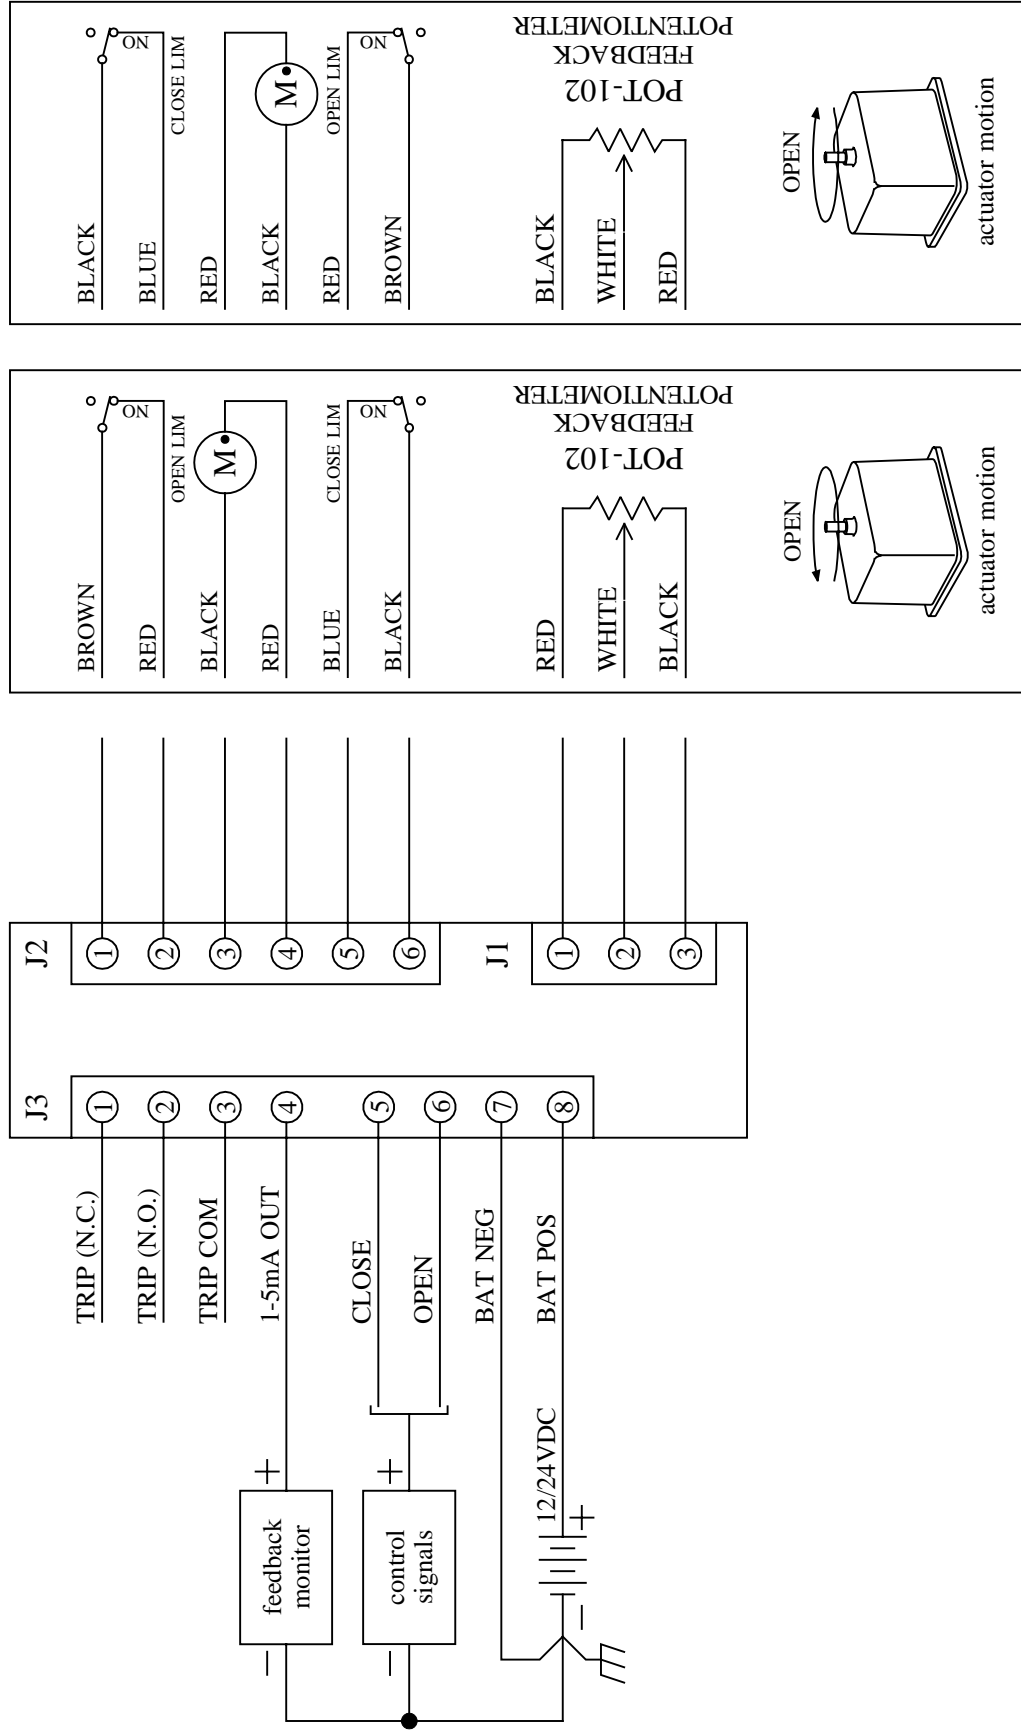 feedback
monitor
control
signals
12/24VDC
TRIP (N.C.)
TRIP (N.O.)
TRIP COM
1-5mA OUT
CLOSE
OPEN
BAT NEG
BAT POS
J3
1
2
3
4
5
6
7
8
J2
1
2
3
4
5
6
J1
1
2
3
BROWN
NO
RED
OPEN LIM
BLACK
M
RED
BLUE
CLOSE LIM
NO
BLACK
RED
WHITE
BLACK
POT-102
FEEDBACK
POTENTIOMETER
OPEN
actuator motion
BLACK
NO
BLUE
CLOSE LIM
RED
BLACK
M
RED
OPEN LIM
NO
BROWN
BLACK
WHITE
RED
POT-102
FEEDBACK
POTENTIOMETER
OPEN
actuator motion